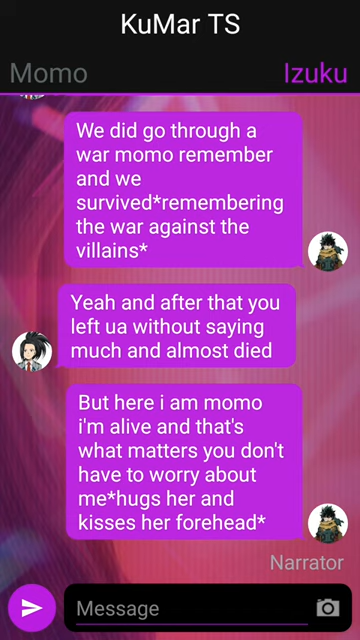 KuMar TS
Momo
Izuku
We did go through a
war momo remember
and we
survived*remembering
the war against the
villains*
Yeah and after that you
left ua without saying
much and almost died
But here i am momo
i'm alive and that's
what matters you don't
have to worry about
me*hugs her and
kisses her forehead*
Narrator
Message